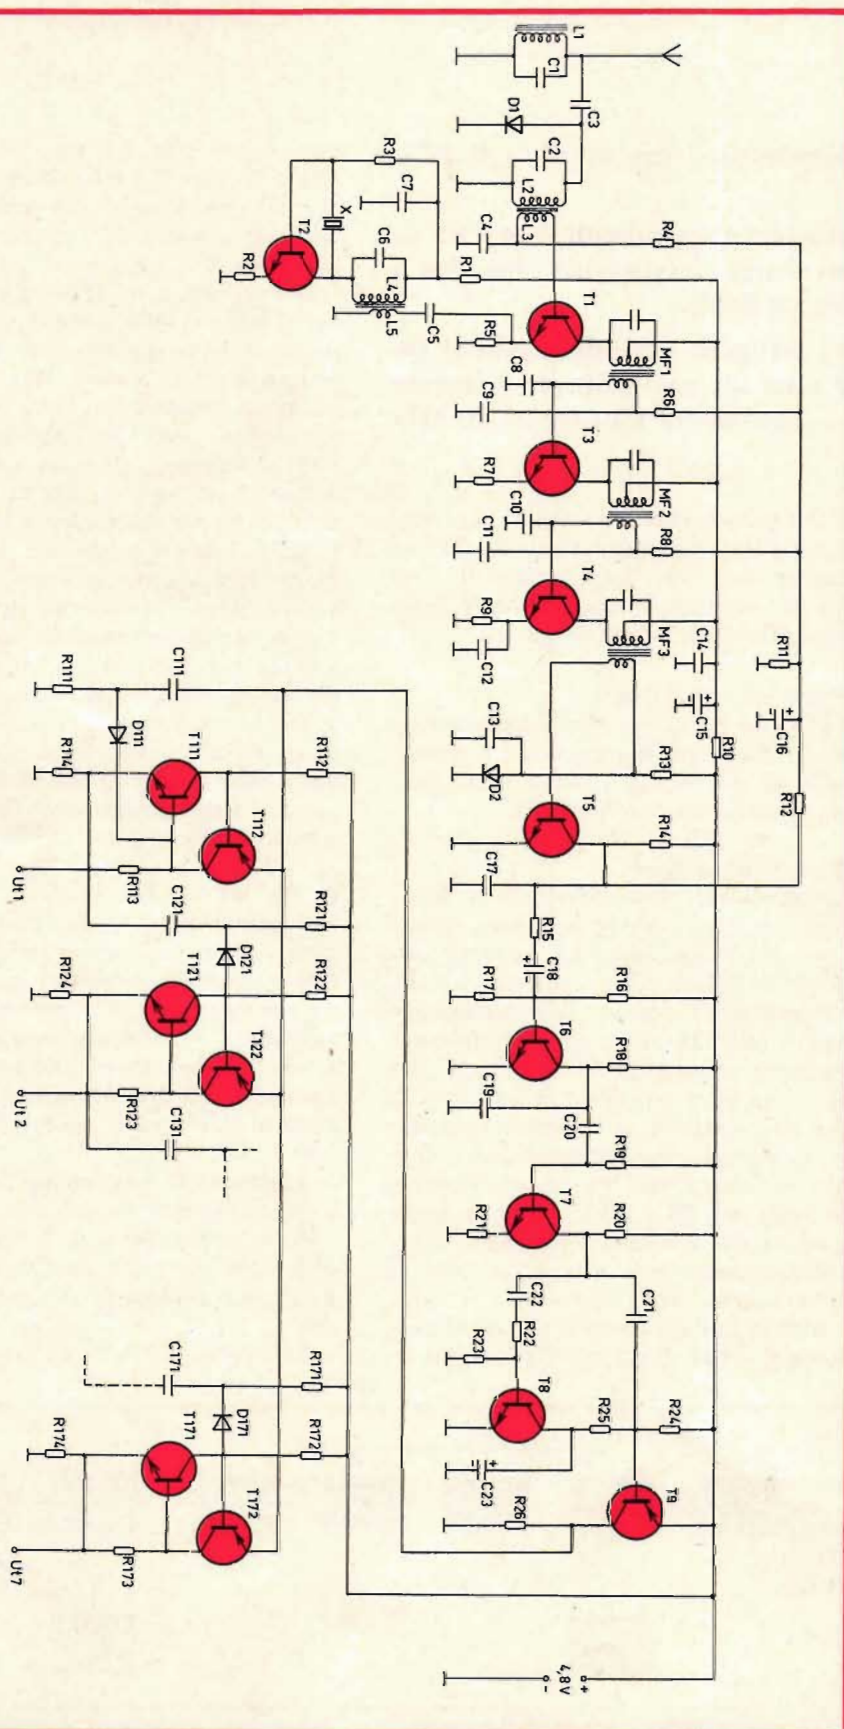 L1
C1
C3
D1
C2
L2
L3
C4
R4
R3
C7
X
T2
R2
C6
L4
L5
R1
C5
R5
T1
MF1
C8
C9
R6
T3
R7
MF2
C10
C11
R8
T4
R9
C12
MF3
C14
+
-
C15
R11
+
-
C16
R10
R12
C13
D2
R13
T5
R14
C17
R15
+
-
C18
R17
R16
T6
R18
C19
C20
R19
T7
R21
R20
C22
R22
C21
R23
T8
R25
R24
+
-
C23
R26
T9
+
4,8V
-
R111
C111
D111
R114
T111
R112
T112
R113
Ut1
C121
R121
D121
T121
R122
R124
T122
R123
Ut 2
C131
C171
R171
D171
T171
R172
R174
T172
R173
Ut7